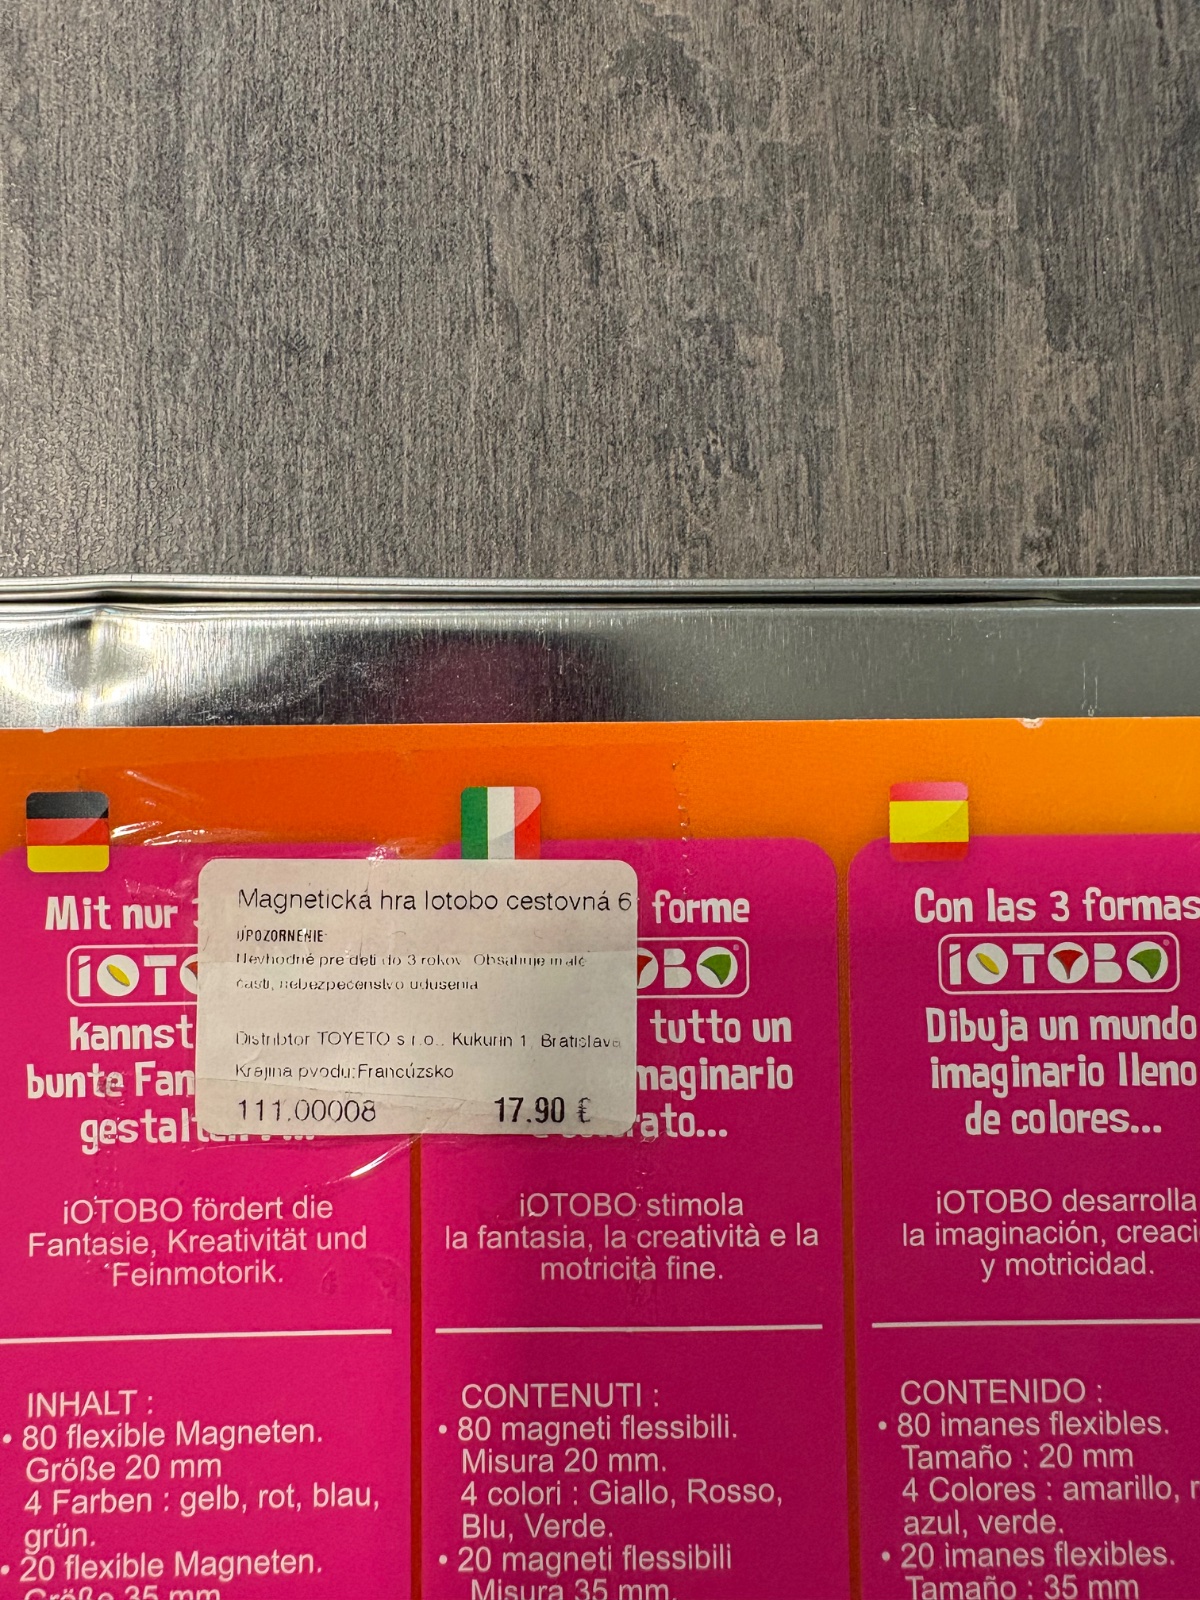 Mit nur
iOTO
kannst
bunte Fan
gestalten
iOTOBO fördert die
Fantasie, Kreativität und
Feinmotorik.
INHALT :
• 80 flexible Magneten.
Größe 20 mm
4 Farben : gelb, rot, blau,
grün.
• 20 flexible Magneten.
Größe 35 mm
Magnetická hra Iotobo cestovná 6
UPOZORNENIE
Nevhodné pre deti do 3 rokov. Obsahuje malé
časti, nebezpečenstvo udusenia
Distribtor TOYETO s.r.o., Kukurin 1, Bratislava
Krajina pvodu:Francúzsko
111.00008 17.90 €
forme
OBO
tutto un
maginario
colorato...
iOTOBO stimola
la fantasia, la creatività e la
motricità fine.
CONTENUTI :
• 80 magneti flessibili.
Misura 20 mm.
4 colori : Giallo, Rosso,
Blu, Verde.
• 20 magneti flessibili
Misura 35 mm.
Con las 3 formas
iOTOBO
Dibuja un mundo
imaginario lleno
de colores...
iOTOBO desarrolla
la imaginación, creaci
y motricidad.
CONTENIDO :
• 80 imanes flexibles.
Tamaño : 20 mm
4 Colores : amarillo, r
azul, verde.
• 20 imanes flexibles.
Tamaño : 35 mm